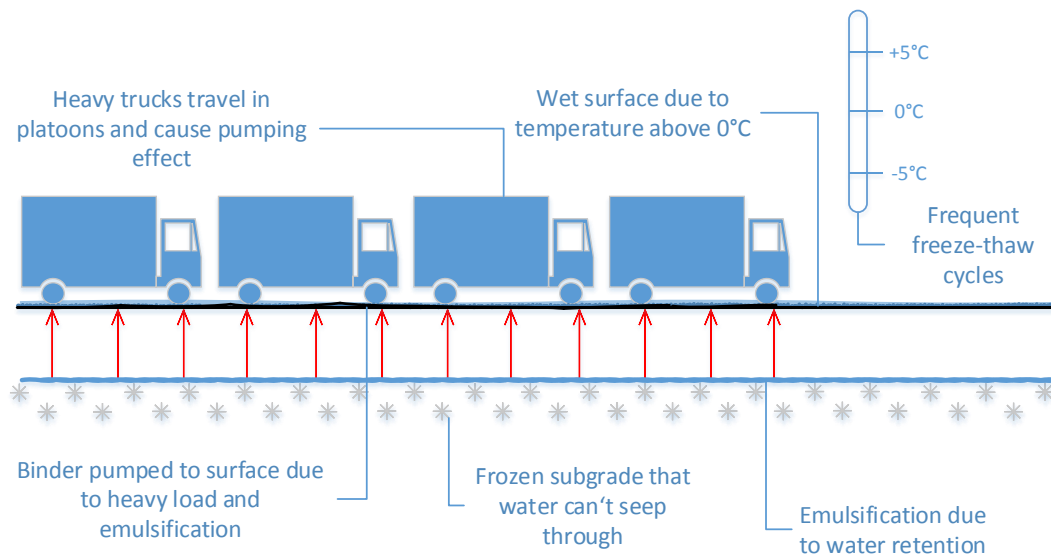 Heavy trucks travel in
platoons and cause pumping
effect
Wet surface due to
temperature above 0°C
+5°C
0°C
-5°C
Frequent
freeze-thaw
cycles
Binder pumped to surface due
to heavy load and
emulsification
Frozen subgrade that
water can‘t seep
through
Emulsification due
to water retention